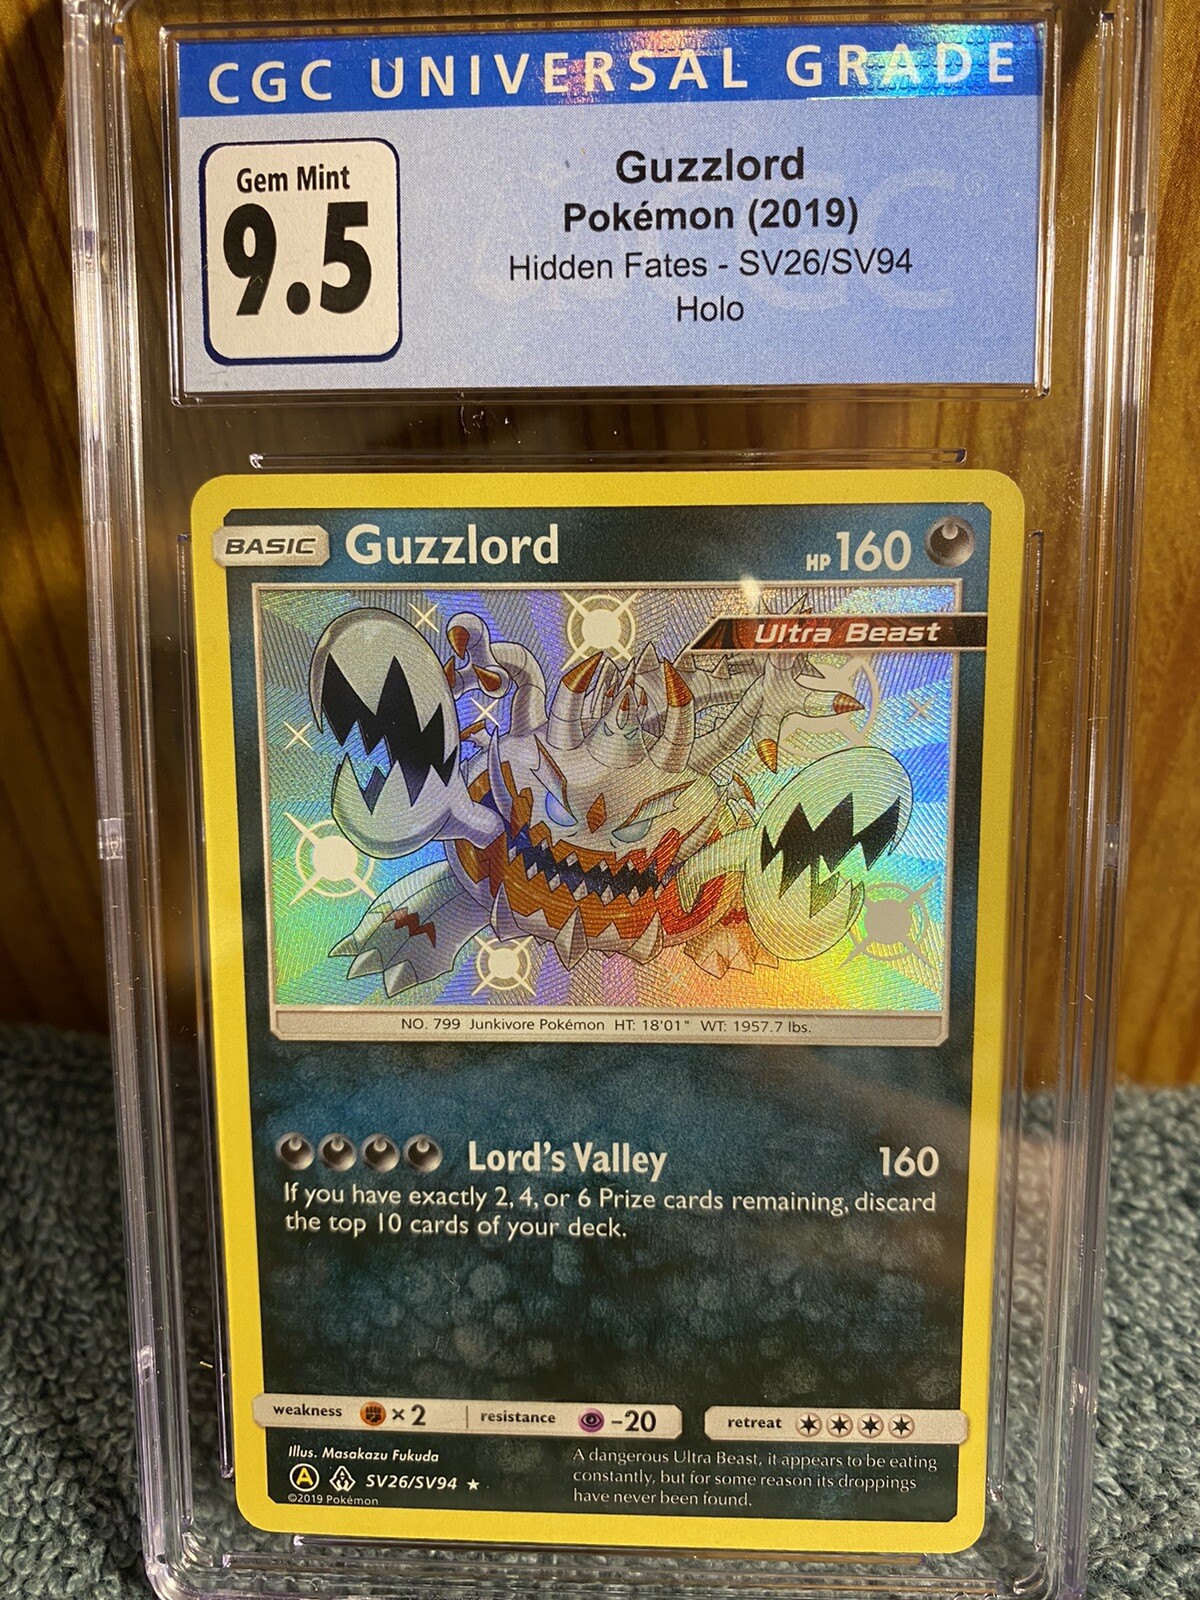 CGC UNIVERSAL GRADE
Gem Mint
9.5
Guzzlord
Pokémon (2019)
Hidden Fates - SV26/SV94
Holo
BASIC Guzzlord HP 160
Ultra Beast
NO. 799 Junkivore Pokémon HT: 18'01" WT: 1957.7 lbs.
Lord's Valley 160
If you have exactly 2, 4, or 6 Prize cards remaining, discard
the top 10 cards of your deck.
weakness ×2 resistance -20 retreat
Illus. Masakazu Fukuda
A SV26/SV94
©2019 Pokémon
A dangerous Ultra Beast, it appears to be eating
constantly, but for some reason its droppings
have never been found.